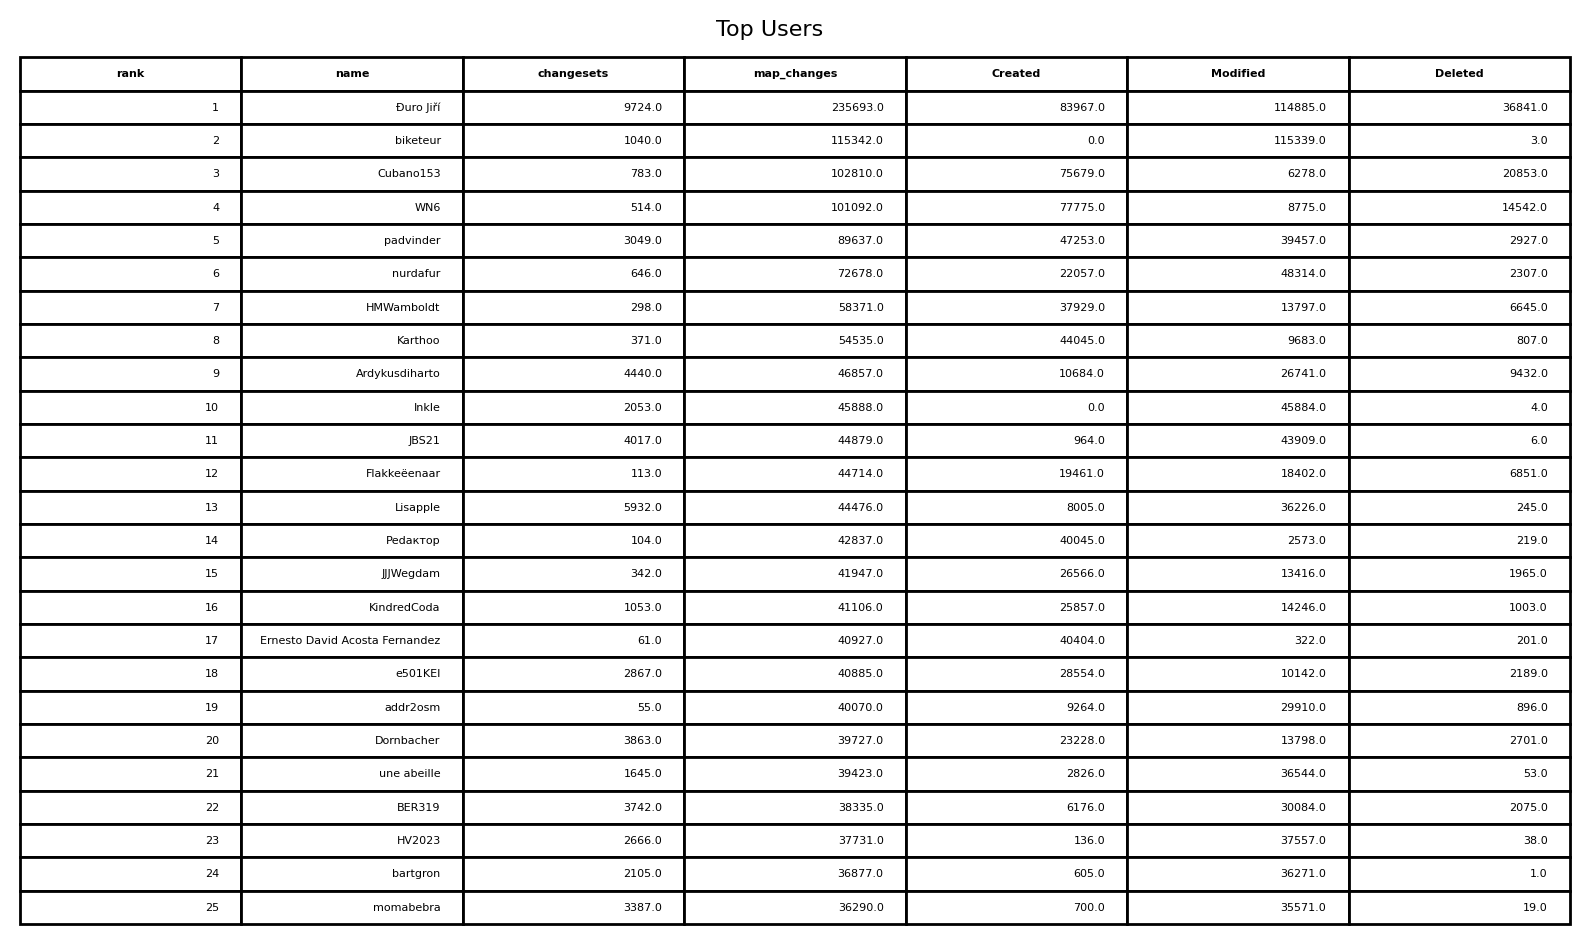 Top Users
rank name changesets map_changes Created Modified Deleted
1 Đuro Jiří 9724.0 235693.0 83967.0 114885.0 36841.0
2 biketeur 1040.0 115342.0 0.0 115339.0 3.0
3 Cubano153 783.0 102810.0 75679.0 6278.0 20853.0
4 WN6 514.0 101092.0 77775.0 8775.0 14542.0
5 padvinder 3049.0 89637.0 47253.0 39457.0 2927.0
6 nurdafur 646.0 72678.0 22057.0 48314.0 2307.0
7 HMWamboldt 298.0 58371.0 37929.0 13797.0 6645.0
8 Karthoo 371.0 54535.0 44045.0 9683.0 807.0
9 Ardykusdiharto 4440.0 46857.0 10684.0 26741.0 9432.0
10 Inkle 2053.0 45888.0 0.0 45884.0 4.0
11 JBS21 4017.0 44879.0 964.0 43909.0 6.0
12 Flakkeëenaar 113.0 44714.0 19461.0 18402.0 6851.0
13 Lisapple 5932.0 44476.0 8005.0 36226.0 245.0
14 Pedaктop 104.0 42837.0 40045.0 2573.0 219.0
15 JJJWegdam 342.0 41947.0 26566.0 13416.0 1965.0
16 KindredCoda 1053.0 41106.0 25857.0 14246.0 1003.0
17 Ernesto David Acosta Fernandez 61.0 40927.0 40404.0 322.0 201.0
18 e501KEI 2867.0 40885.0 28554.0 10142.0 2189.0
19 addr2osm 55.0 40070.0 9264.0 29910.0 896.0
20 Dornbacher 3863.0 39727.0 23228.0 13798.0 2701.0
21 une abeille 1645.0 39423.0 2826.0 36544.0 53.0
22 BER319 3742.0 38335.0 6176.0 30084.0 2075.0
23 HV2023 2666.0 37731.0 136.0 37557.0 38.0
24 bartgron 2105.0 36877.0 605.0 36271.0 1.0
25 momabebra 3387.0 36290.0 700.0 35571.0 19.0